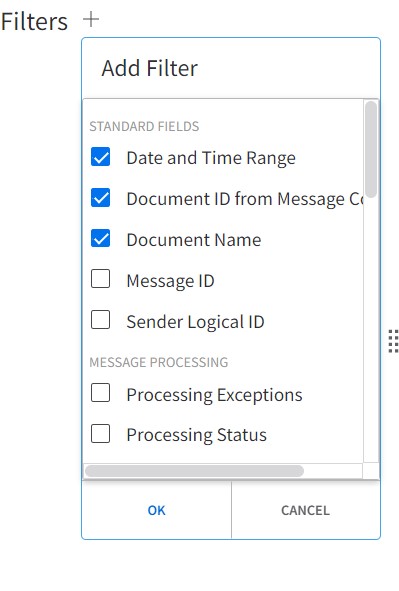 Filters +
Add Filter
STANDARD FIELDS
Date and Time Range
Document ID from Message
Document Name
Message ID
Sender Logical ID
MESSAGE PROCESSING
Processing Exceptions
Processing Status
OK CANCEL